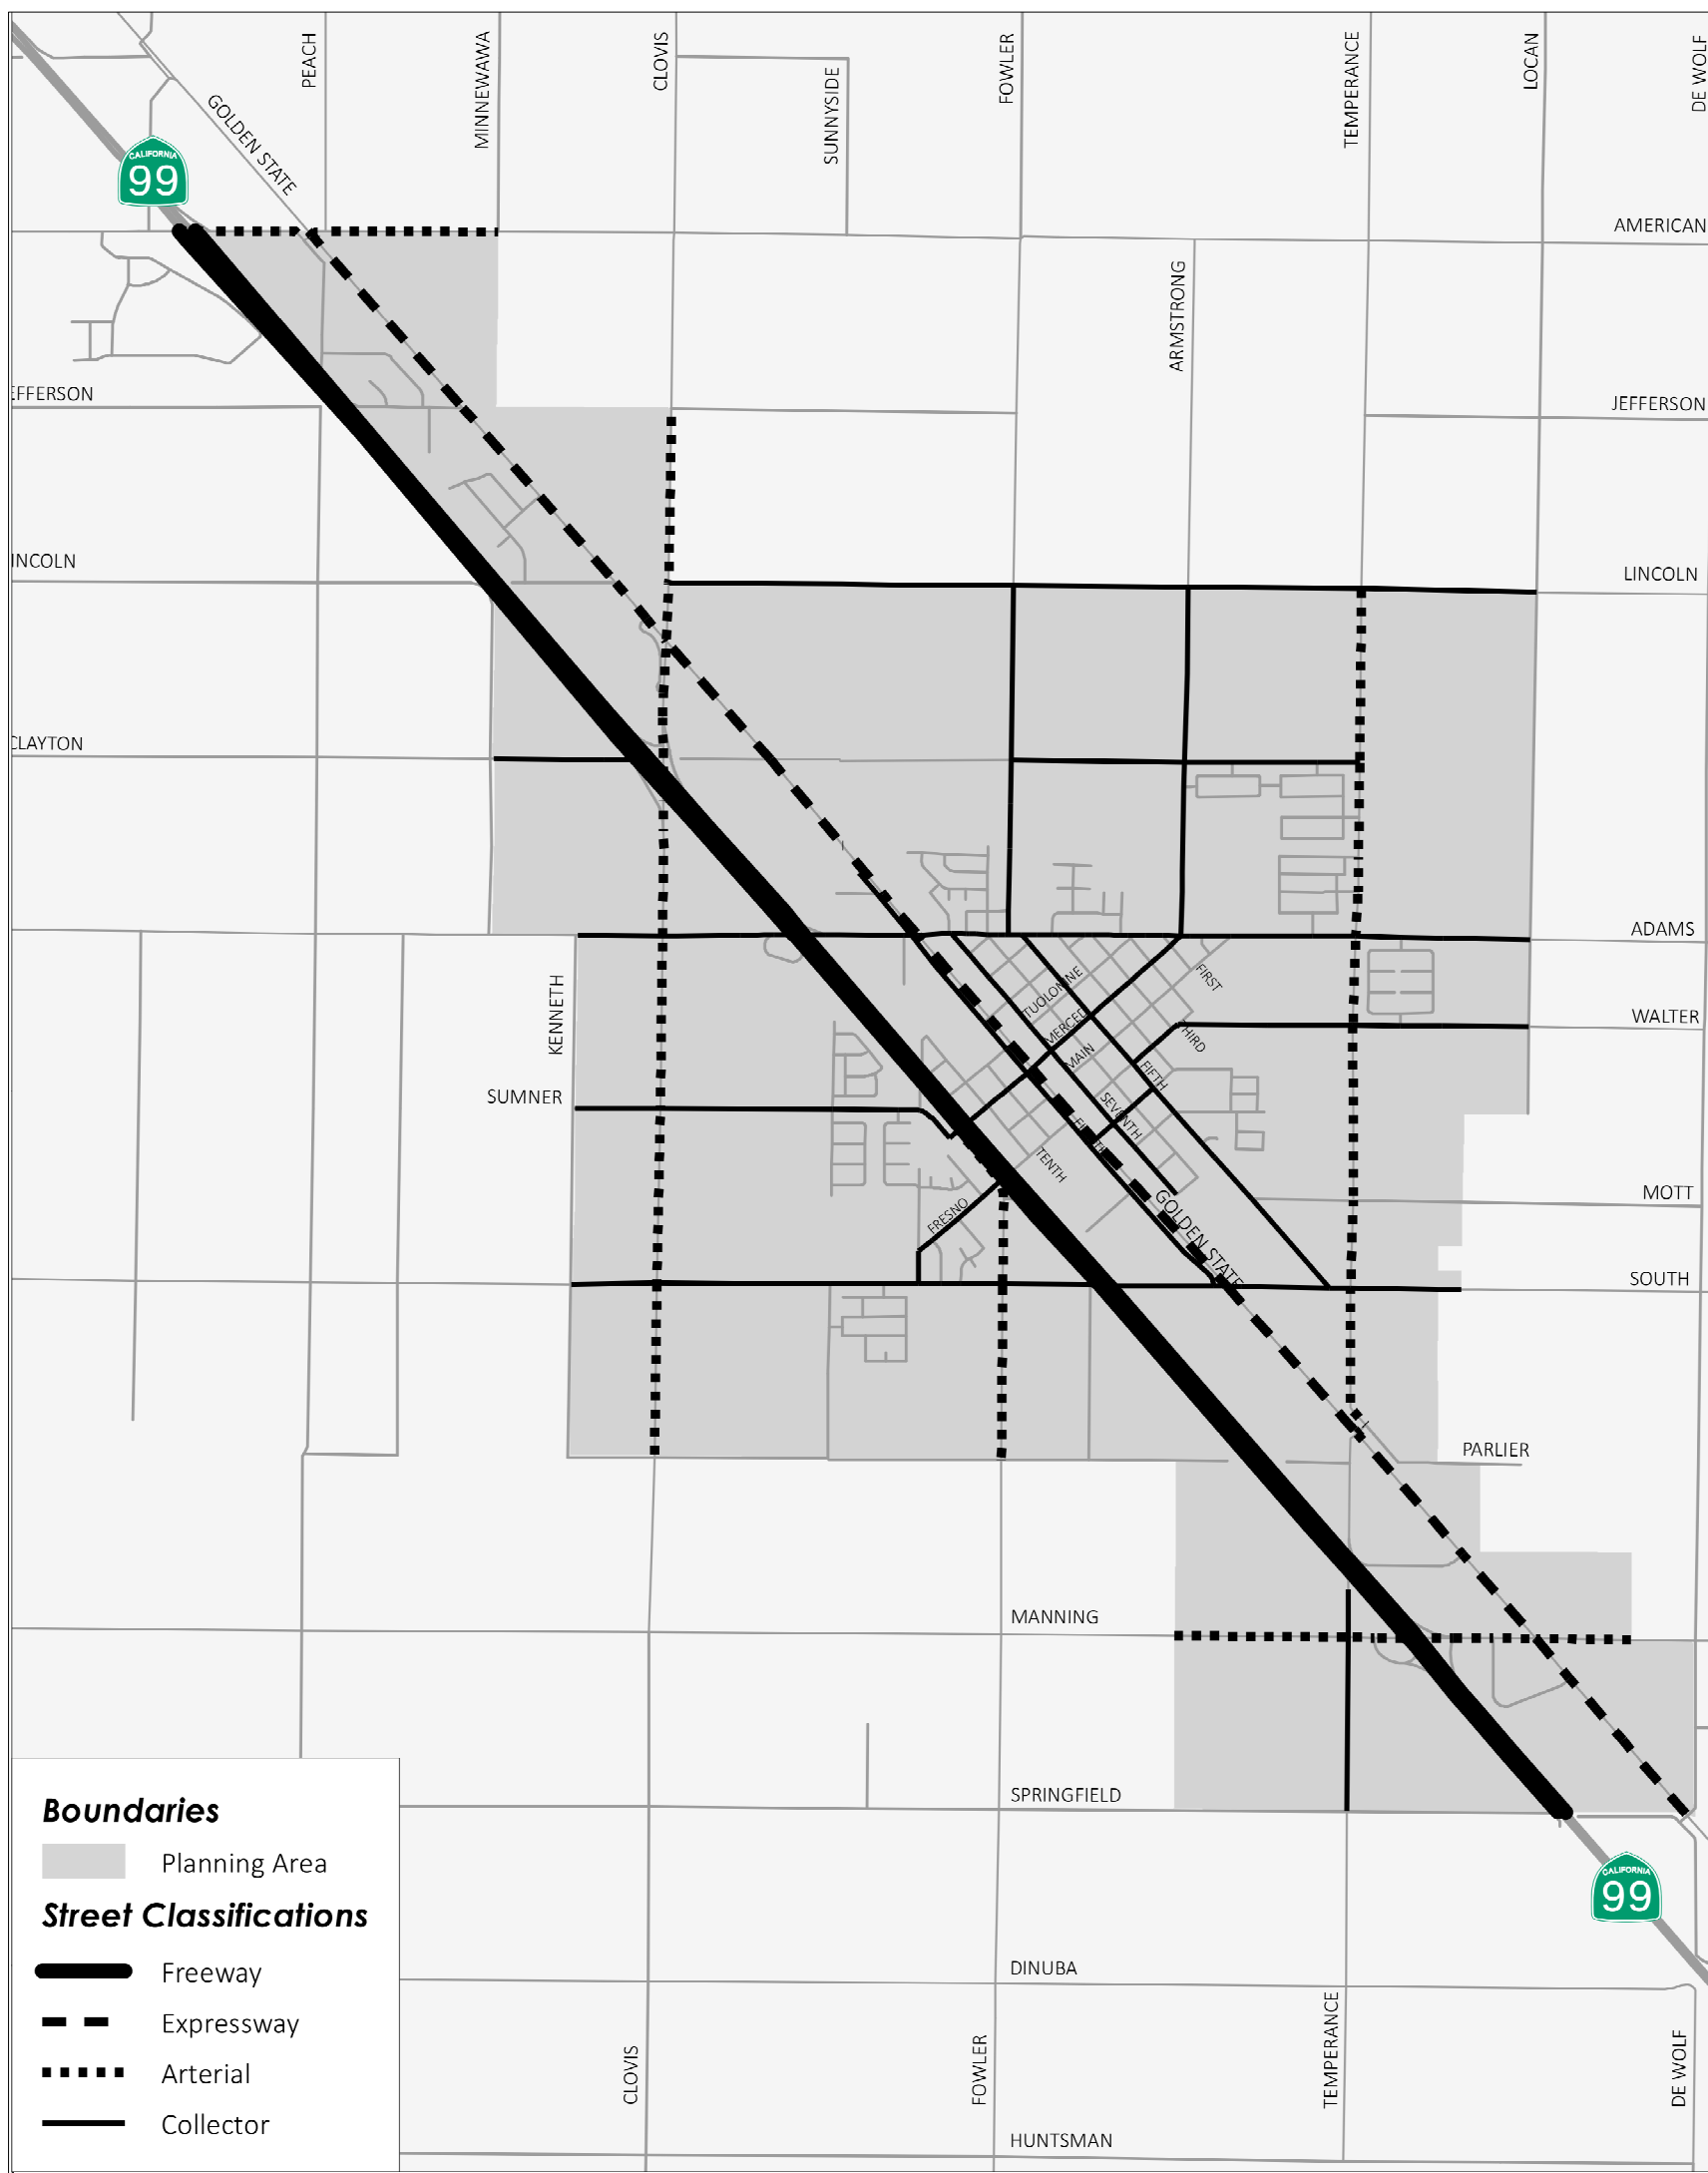 PEACH
MINNEWAWA
CLOVIS
SUNNYSIDE
FOWLER
TEMPERANCE
LOCAN
DE WOLF
GOLDEN STATE
CALIFORNIA
99
AMERICAN
ARMSTRONG
EFFERSON
JEFFERSON
INCOLN
LINCOLN
CLAYTON
ADAMS
KENNETH
TUOLOMNE
FIRST
MERCED
WALTER
THIRD
MAIN
FIFTH
SUMNER
SEVENTH
TENTH
MOTT
FRESNO
GOLDEN STATE
SOUTH
PARLIER
MANNING
SPRINGFIELD
CALIFORNIA
99
DINUBA
CLOVIS
FOWLER
TEMPERANCE
DE WOLF
HUNTSMAN
Boundaries
Planning Area
Street Classifications
Freeway
Expressway
Arterial
Collector